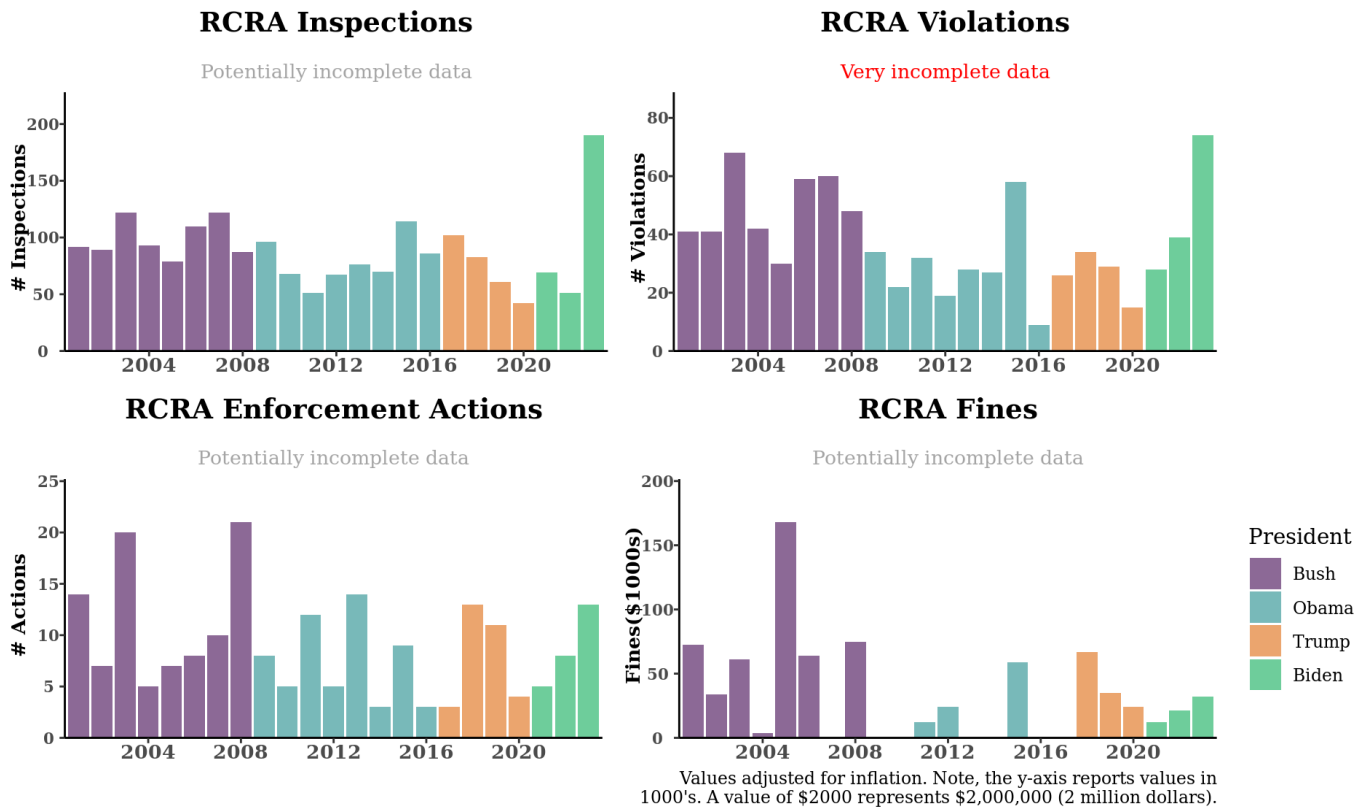 RCRA Inspections
Potentially incomplete data
# Inspections
200
150
100
50
0
2004 2008 2012 2016 2020
RCRA Violations
Very incomplete data
# Violations
80
60
40
20
0
2004 2008 2012 2016 2020
RCRA Enforcement Actions
Potentially incomplete data
# Actions
25
20
15
10
5
0
2004 2008 2012 2016 2020
RCRA Fines
Potentially incomplete data
Fines($1000s)
200
150
100
50
0
2004 2008 2012 2016 2020
Values adjusted for inflation. Note, the y-axis reports values in
1000's. A value of $2000 represents $2,000,000 (2 million dollars).
President
Bush
Obama
Trump
Biden